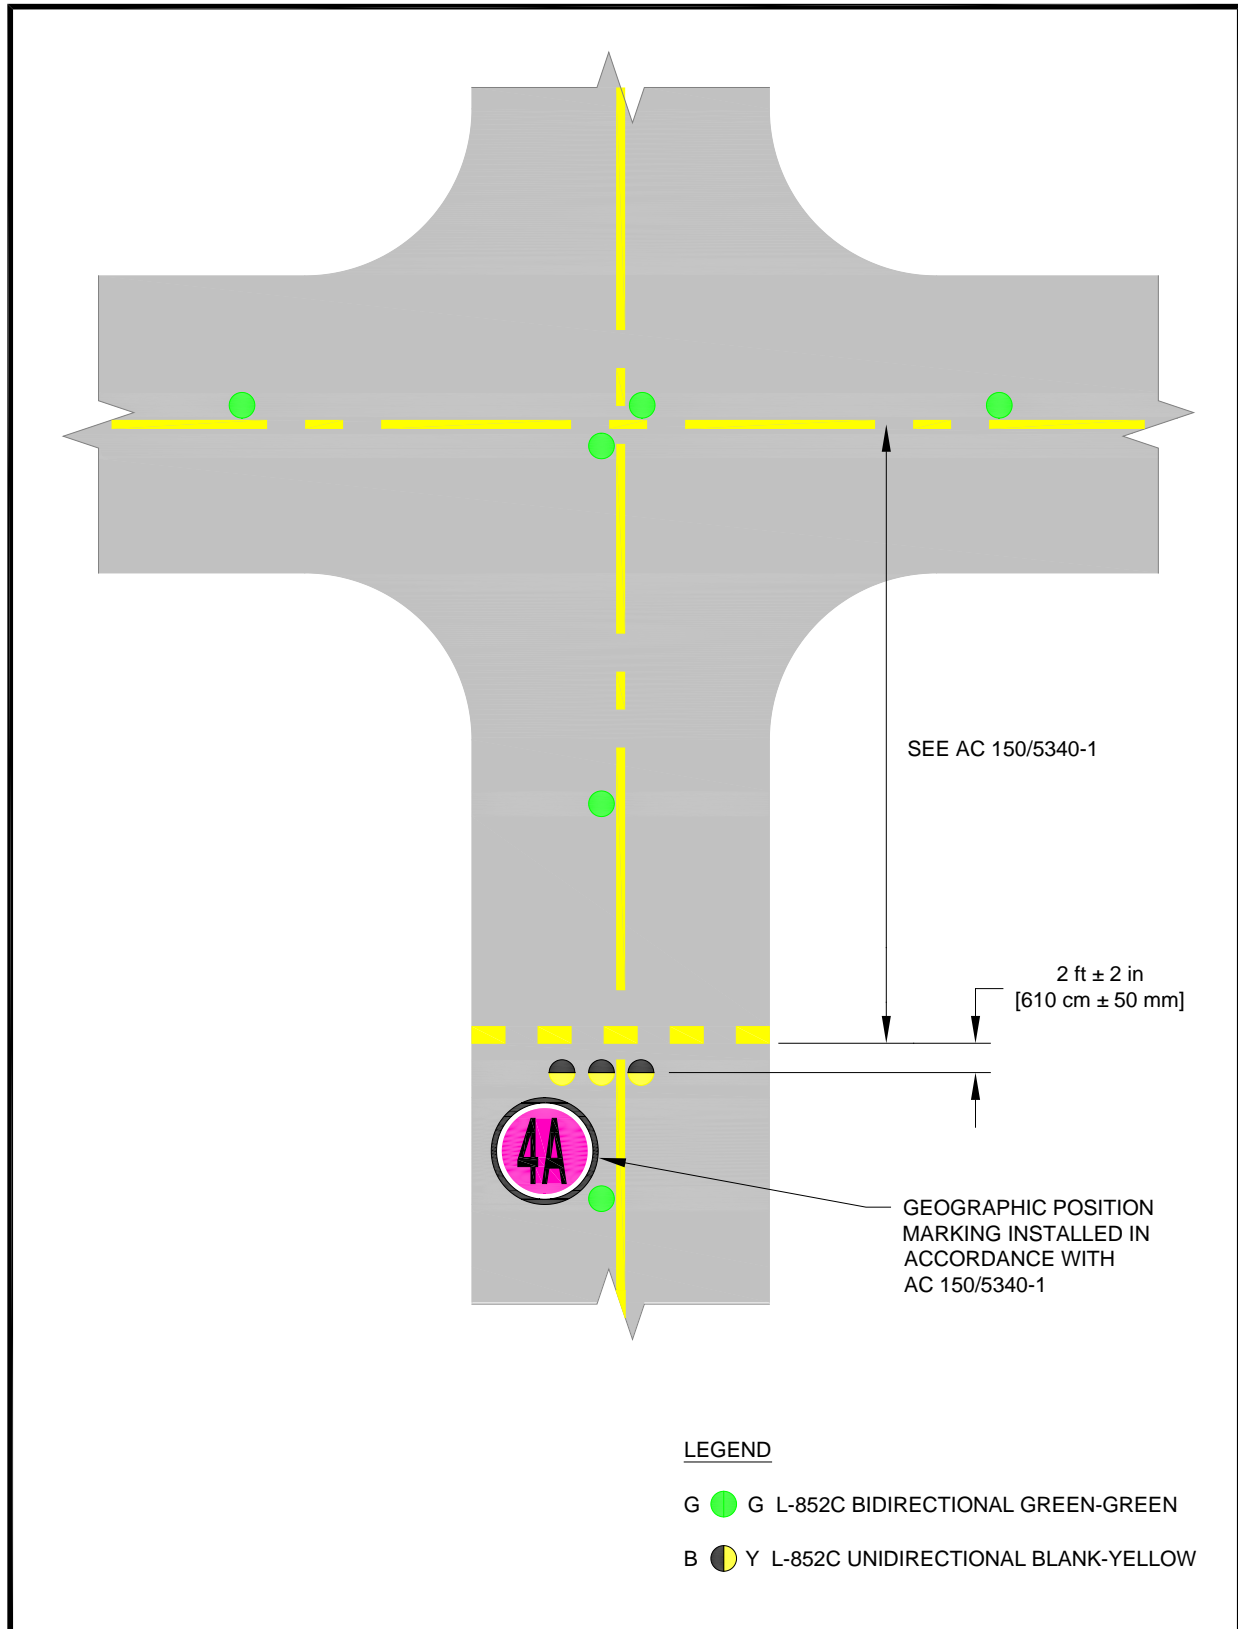 SEE AC 150/5340-1
2 ft ± 2 in
[610 cm ± 50 mm]
4A
GEOGRAPHIC POSITION
MARKING INSTALLED IN
ACCORDANCE WITH
AC 150/5340-1
LEGEND
G G L-852C BIDIRECTIONAL GREEN-GREEN
B Y L-852C UNIDIRECTIONAL BLANK-YELLOW